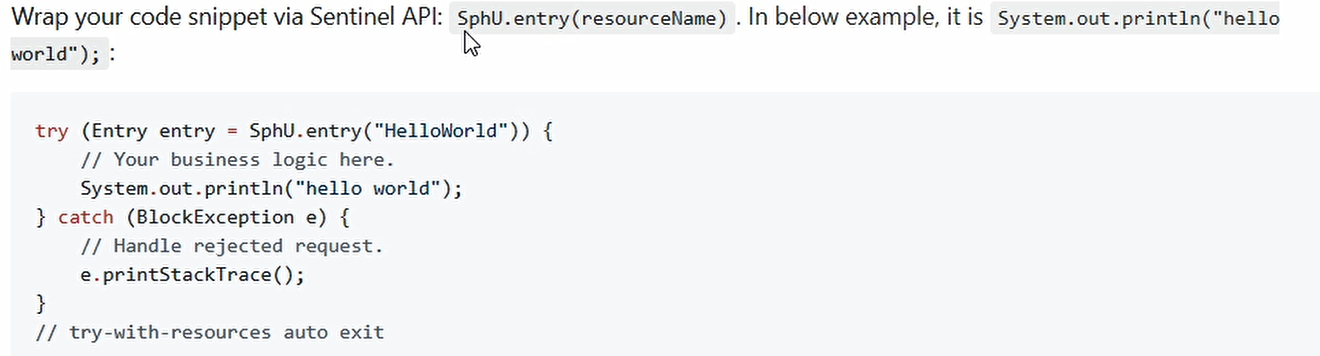 Wrap your code snippet via Sentinel API: SphU.entry(resourceName) . In below example, it is System.out.println("hello
world"); :
try (Entry entry = SphU.entry("HelloWorld")) {
    // Your business logic here.
    System.out.println("hello world");
} catch (BlockException e) {
    // Handle rejected request.
    e.printStackTrace();
}
// try-with-resources auto exit